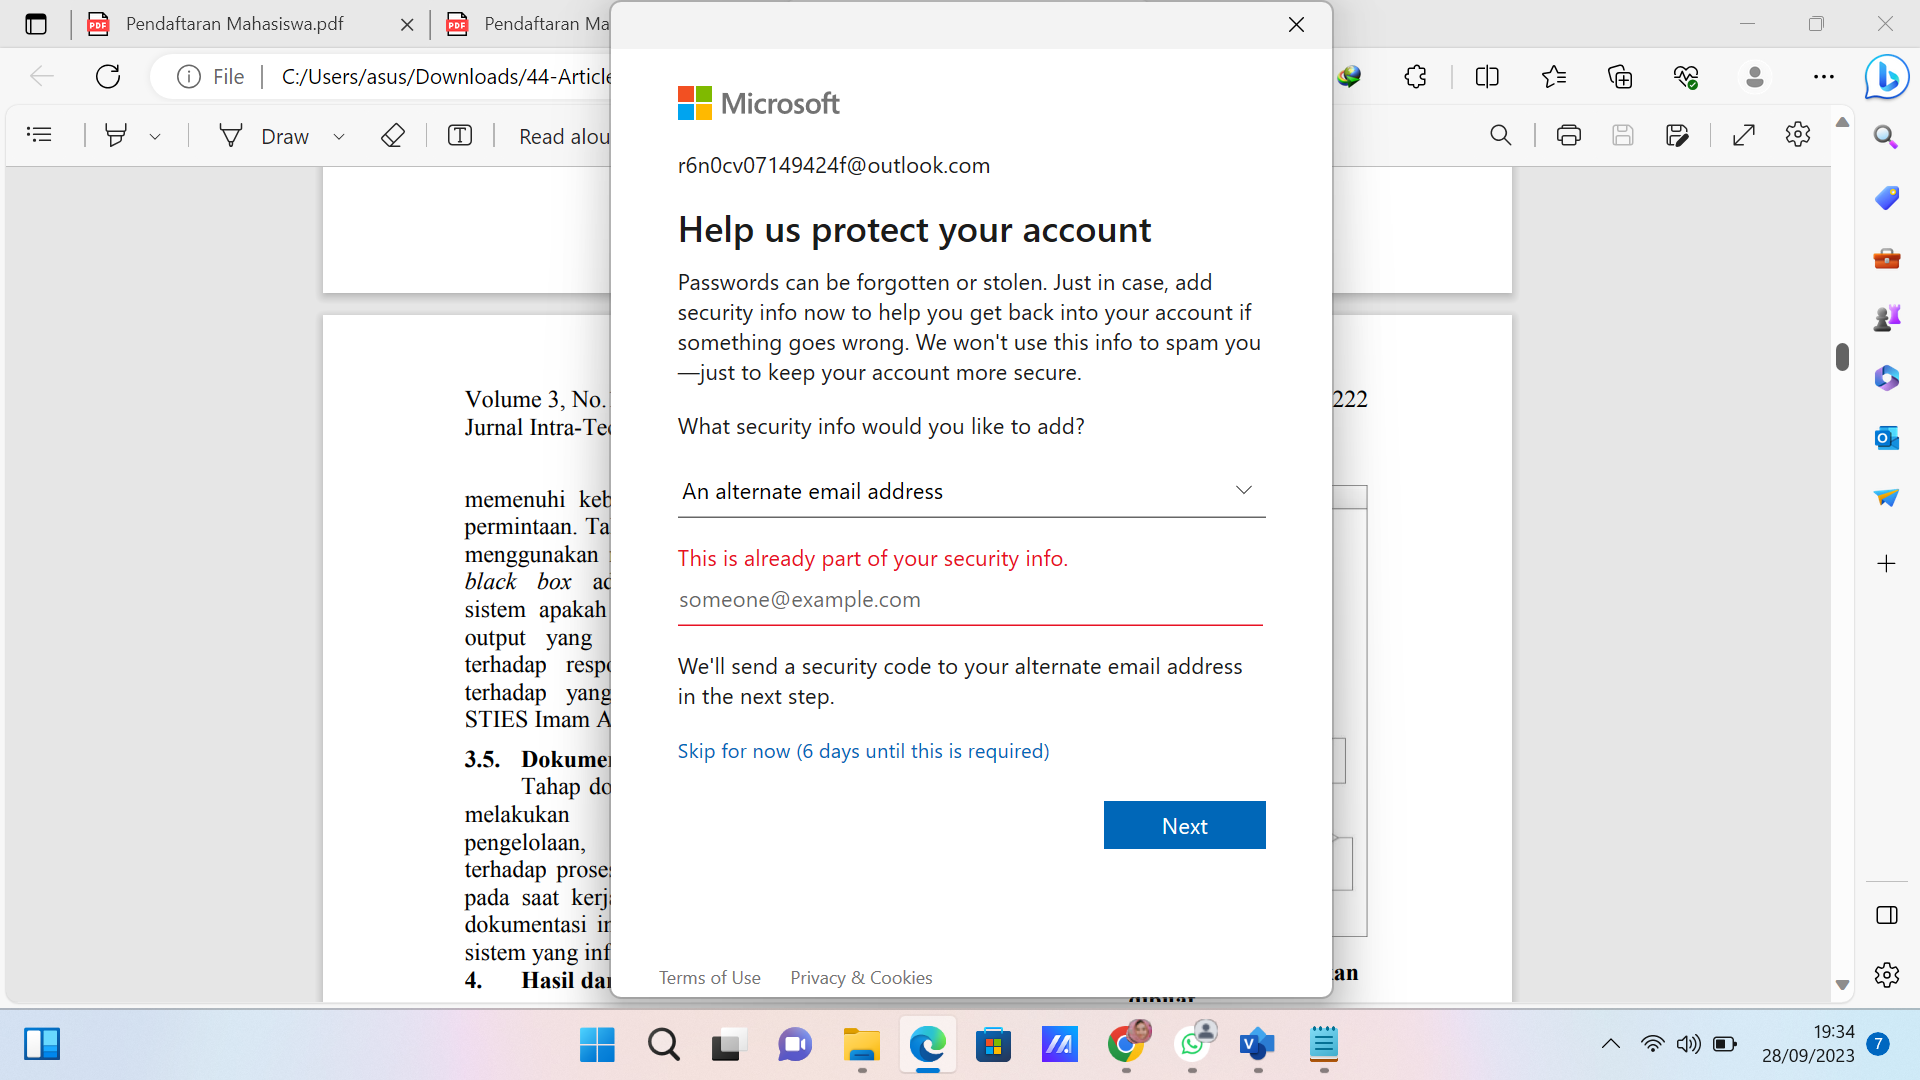 Pendaftaran Mahasiswa.pdf
Pendaftaran Ma
File
C:/Users/asus/Downloads/44-Article
Draw
Read alou
Volume 3, No.
222
Jurnal Intra-Tec
memenuhi keb
permintaan. Ta
menggunakan
black box ad
sistem apakah
output yang
terhadap resp
terhadap yang
STIES Imam A
3.5. Dokumen
Tahap do
melakukan
pengelolaan,
terhadap prose
pada saat kerj
dokumentasi in
sistem yang inf
4. Hasil da
an
dibuat
Microsoft
r6n0cv07149424f@outlook.com
Help us protect your account
Passwords can be forgotten or stolen. Just in case, add
security info now to help you get back into your account if
something goes wrong. We won't use this info to spam you
—just to keep your account more secure.
What security info would you like to add?
An alternate email address
This is already part of your security info.
someone@example.com
We'll send a security code to your alternate email address
in the next step.
Skip for now (6 days until this is required)
Next
Terms of Use Privacy & Cookies
19:34
28/09/2023
7